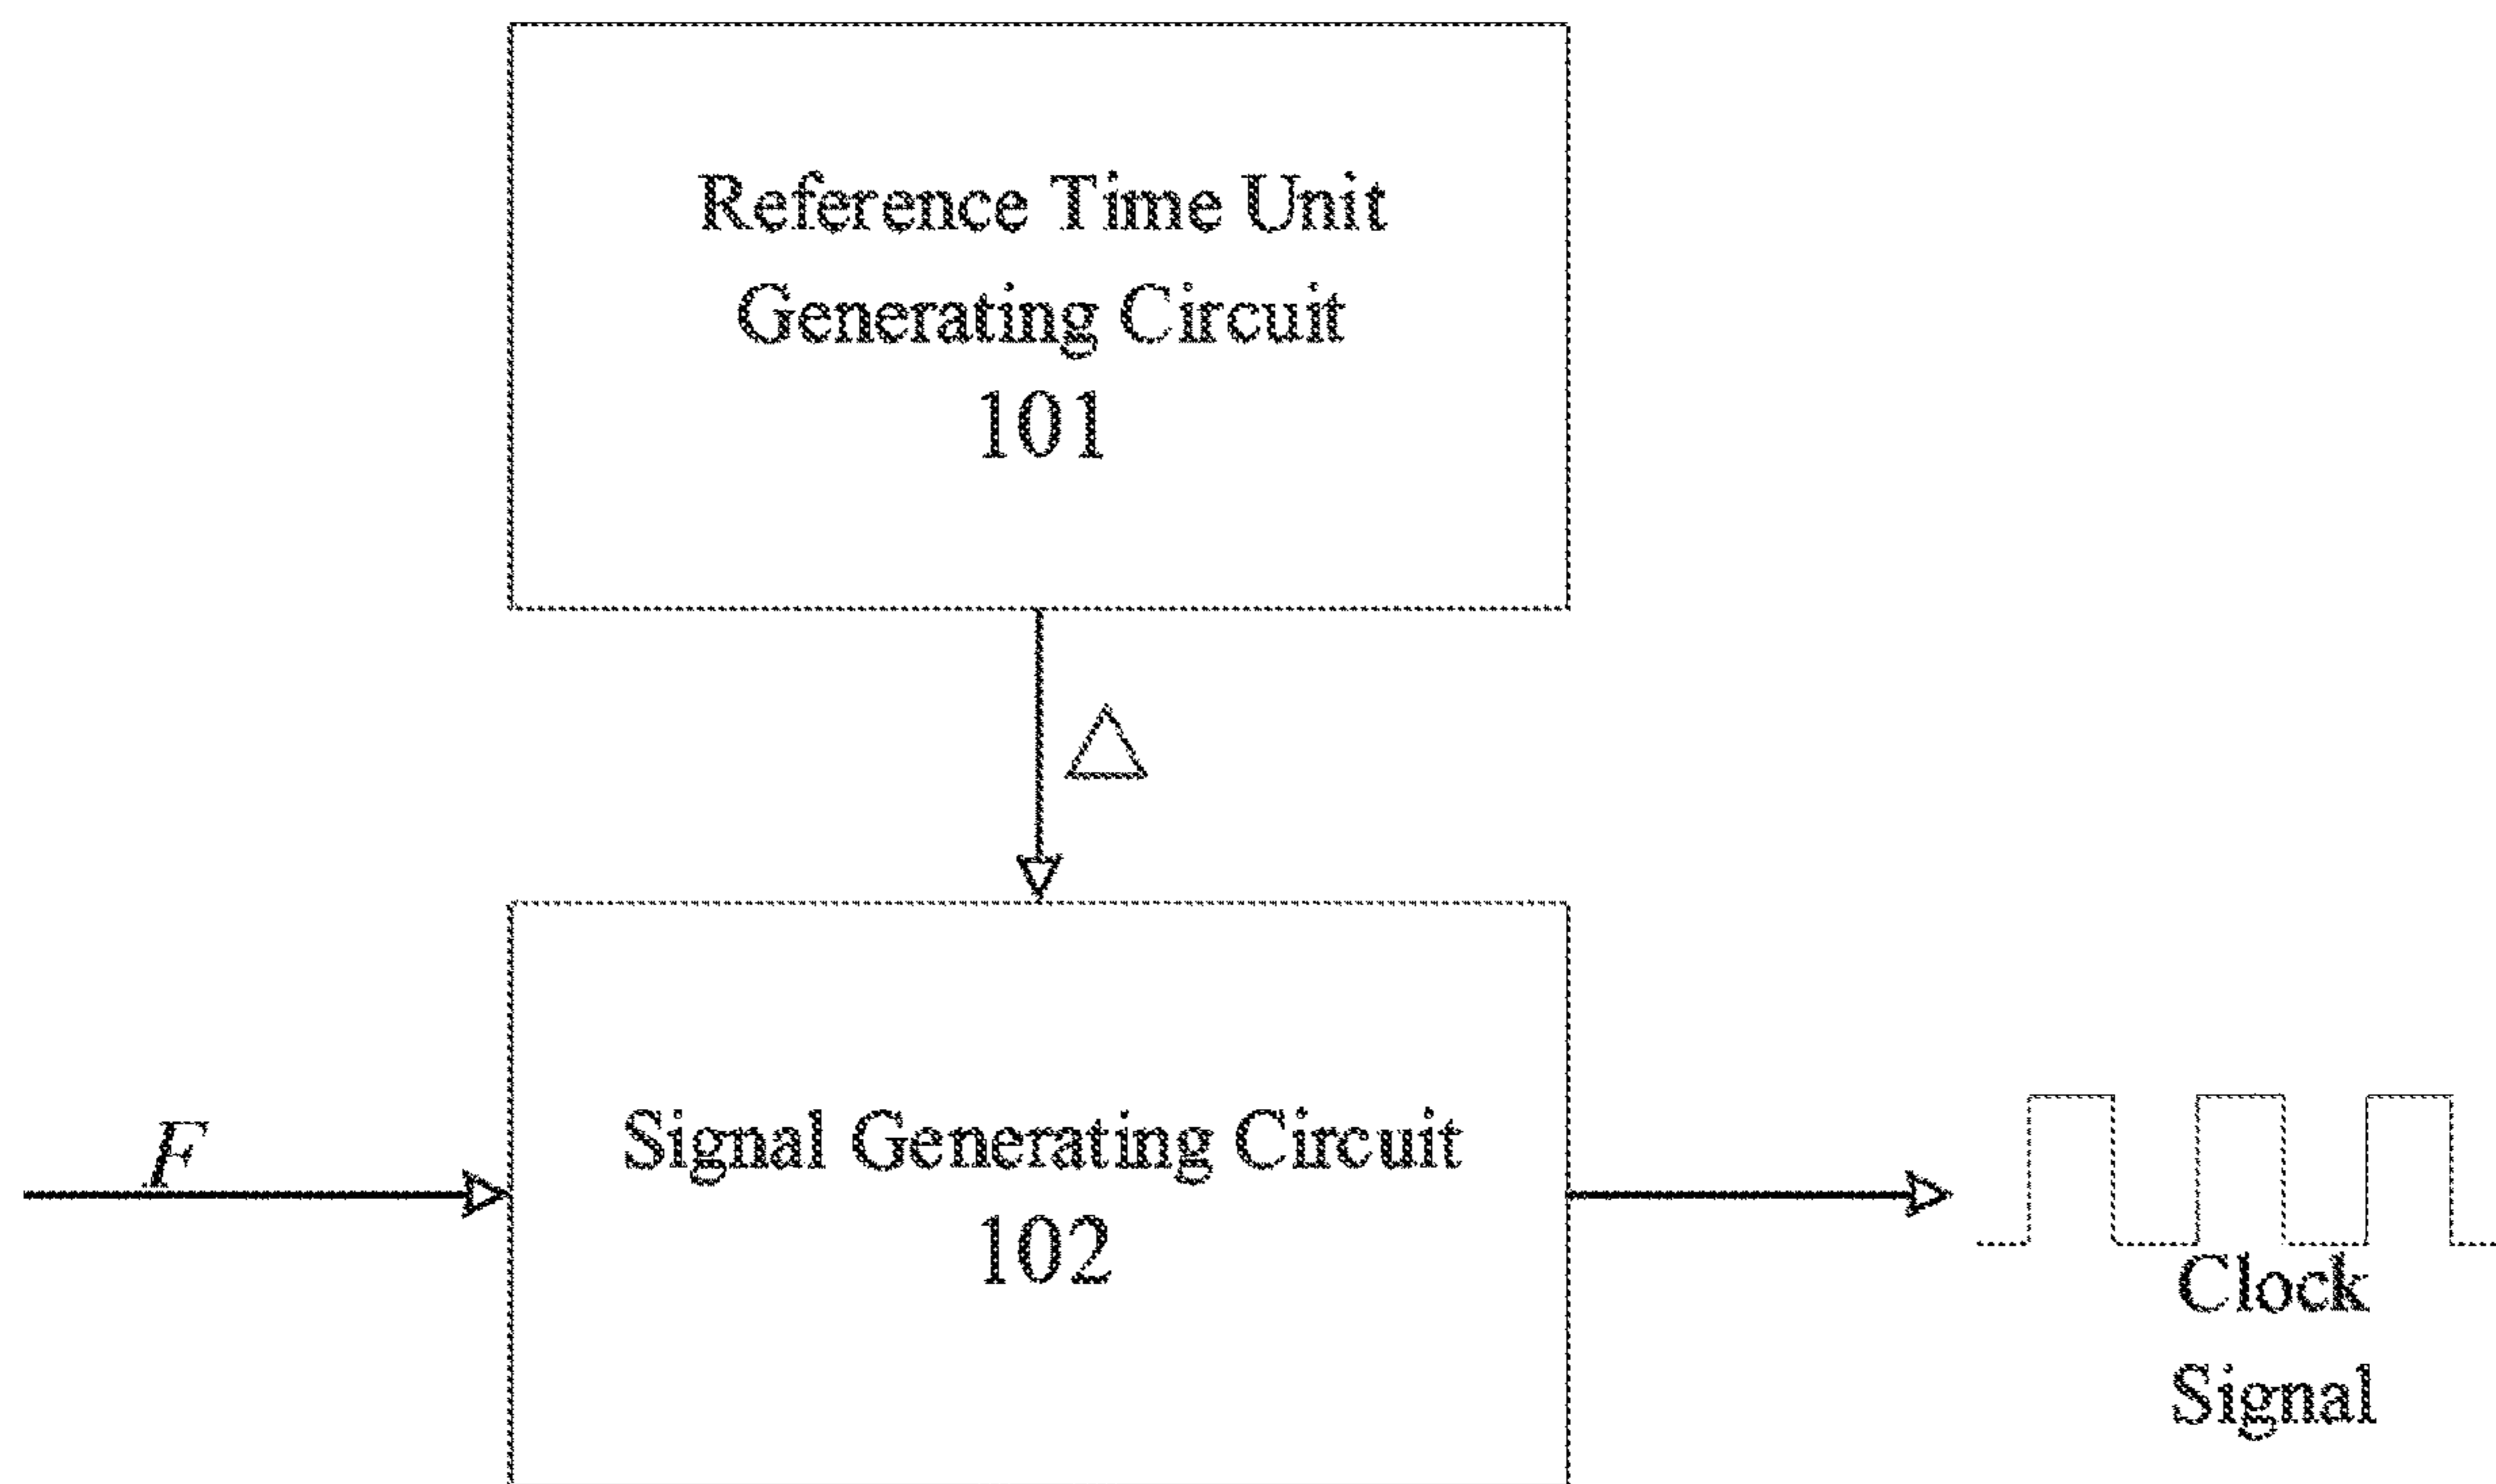 Reference Time Unit
Generating Circuit
101
△
F
Signal Generating Circuit
102
Clock
Signal